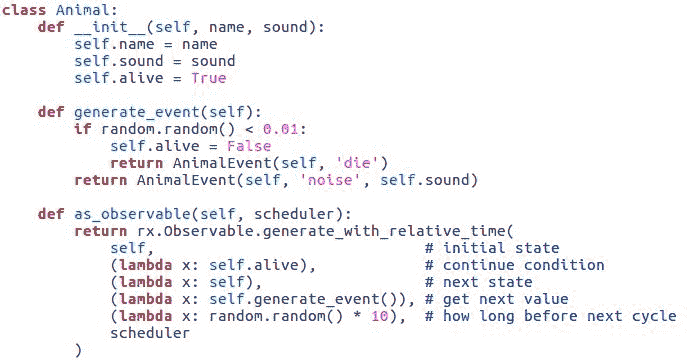 class Animal:
    def __init__(self, name, sound):
        self.name = name
        self.sound = sound
        self.alive = True

    def generate_event(self):
        if random.random() < 0.01:
            self.alive = False
            return AnimalEvent(self, 'die')
        return AnimalEvent(self, 'noise', self.sound)

    def as_observable(self, scheduler):
        return rx.Observable.generate_with_relative_time(
            self,                              # initial state
            (lambda x: self.alive),            # continue condition
            (lambda x: self),                  # next state
            (lambda x: self.generate_event()), # get next value
            (lambda x: random.random() * 10),  # how long before next cycle
            scheduler
        )